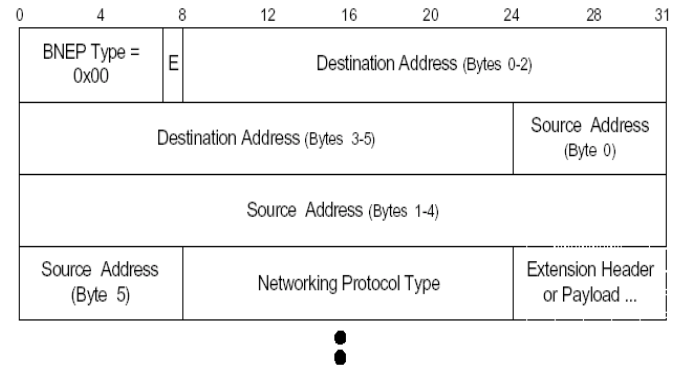 0 4 8 12 16 20 24 28 31
BNEP Type =
0x00
E
Destination Address (Bytes 0-2)
Destination Address (Bytes 3-5)
Source Address
(Byte 0)
Source Address (Bytes 1-4)
Source Address
(Byte 5)
Networking Protocol Type
Extension Header
or Payload ...